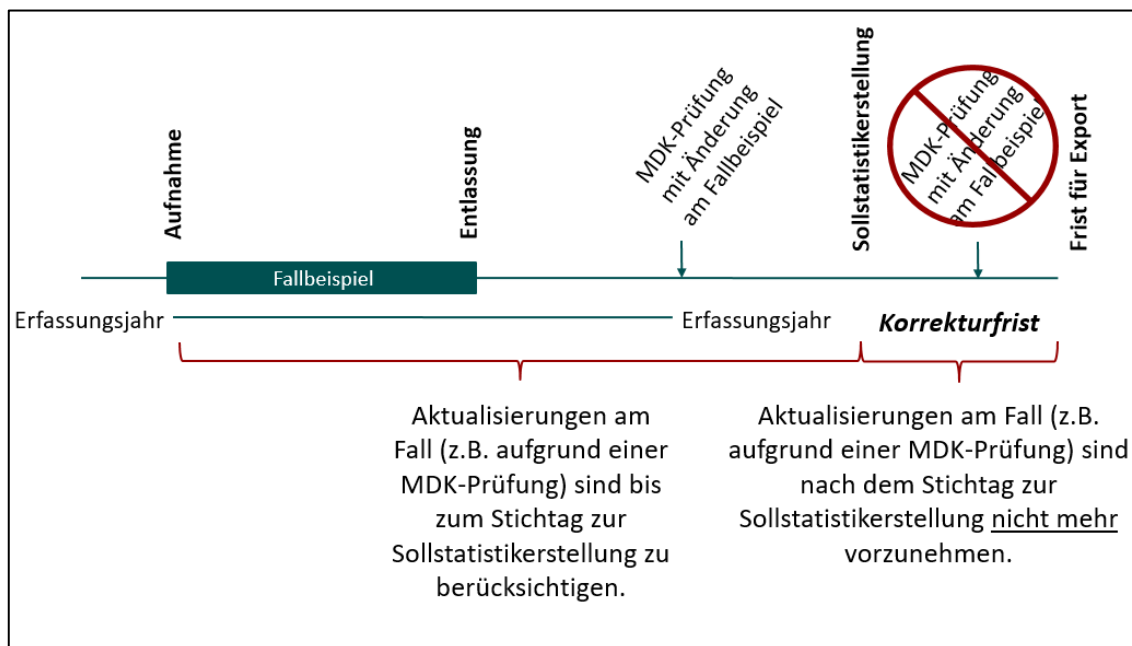 Aufnahme
Entlassung
MDK-Prüfung
mit Änderung
am Fallbeispiel
Sollstatistikerstellung
MDK-Prüfung
mit Änderung
am Fallbeispiel
Frist für Export
Fallbeispiel
Erfassungsjahr
Erfassungsjahr
Korrekturfrist
Aktualisierungen am
Fall (z.B. aufgrund einer
MDK-Prüfung) sind bis
zum Stichtag zur
Sollstatistikerstellung zu
berücksichtigen.
Aktualisierungen am Fall (z.B.
aufgrund einer MDK-Prüfung) sind
nach dem Stichtag zur
Sollstatistikerstellung nicht mehr
vorzunehmen.